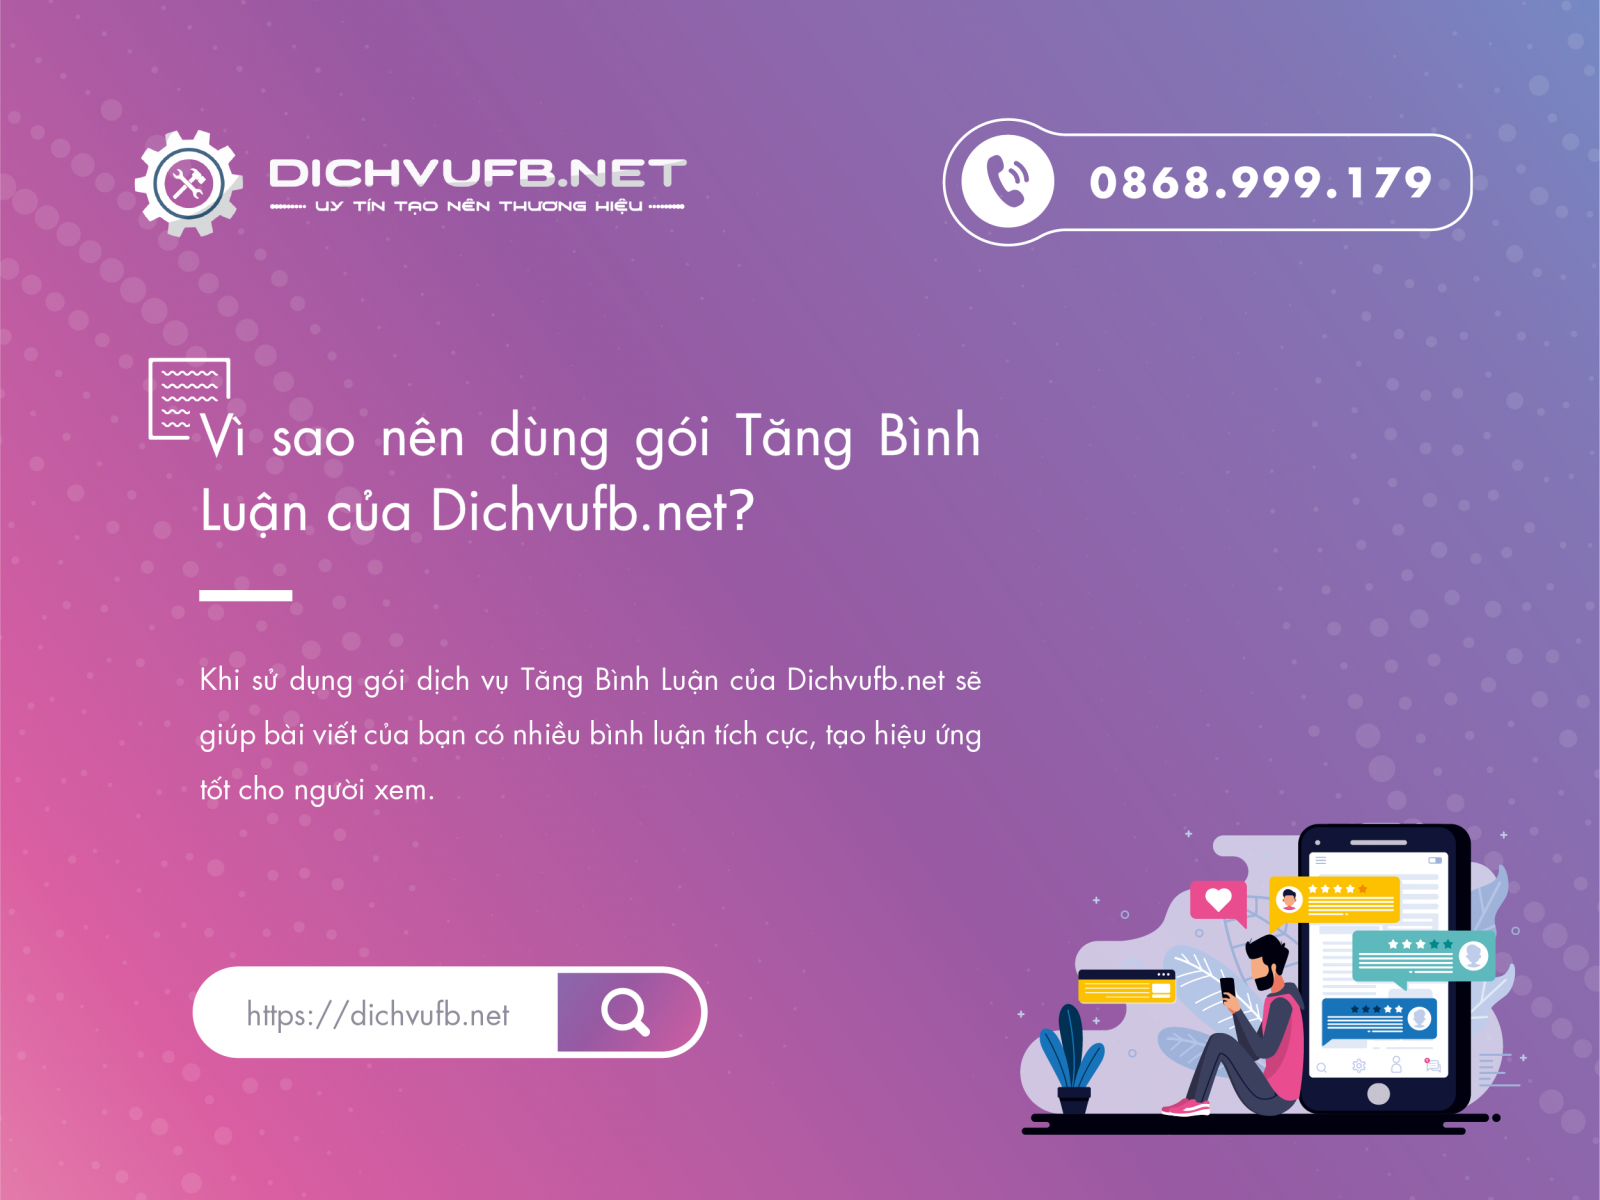 DICHVUFB.NET
UY TÍN TẠO NÊN THƯƠNG HIỆU
0868.999.179
Vì sao nên dùng gói Tăng Bình
Luận của Dichvufb.net?
Khi sử dụng gói dịch vụ Tăng Bình Luận của Dichvufb.net sẽ
giúp bài viết của bạn có nhiều bình luận tích cực, tạo hiệu ứng
tốt cho người xem.
https://dichvufb.net